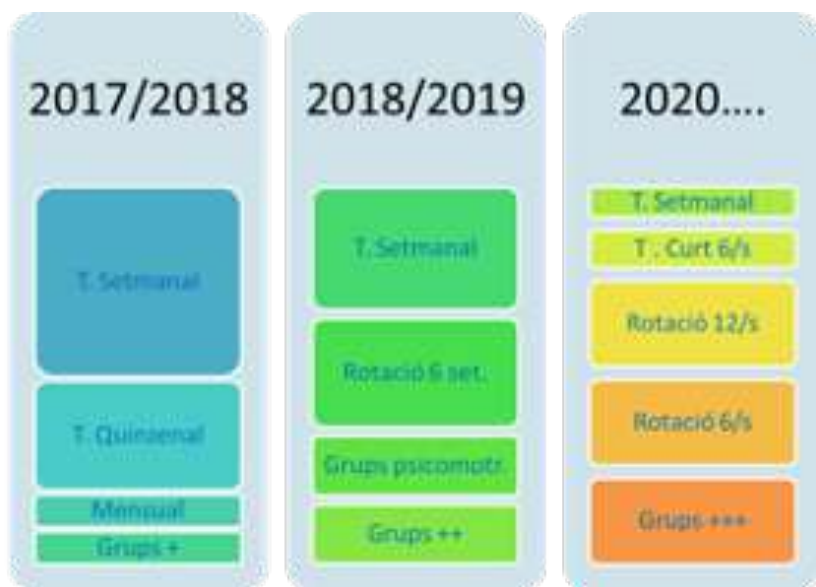 2017/2018
T. Setmanal
T. Quinzenal
Mensual
Grups +
2018/2019
T. Setmanal
Rotació 6 set.
Grups psicomotr.
Grups ++
2020....
T. Setmanal
T . Curt 6/s
Rotació 12/s
Rotació 6/s
Grups +++